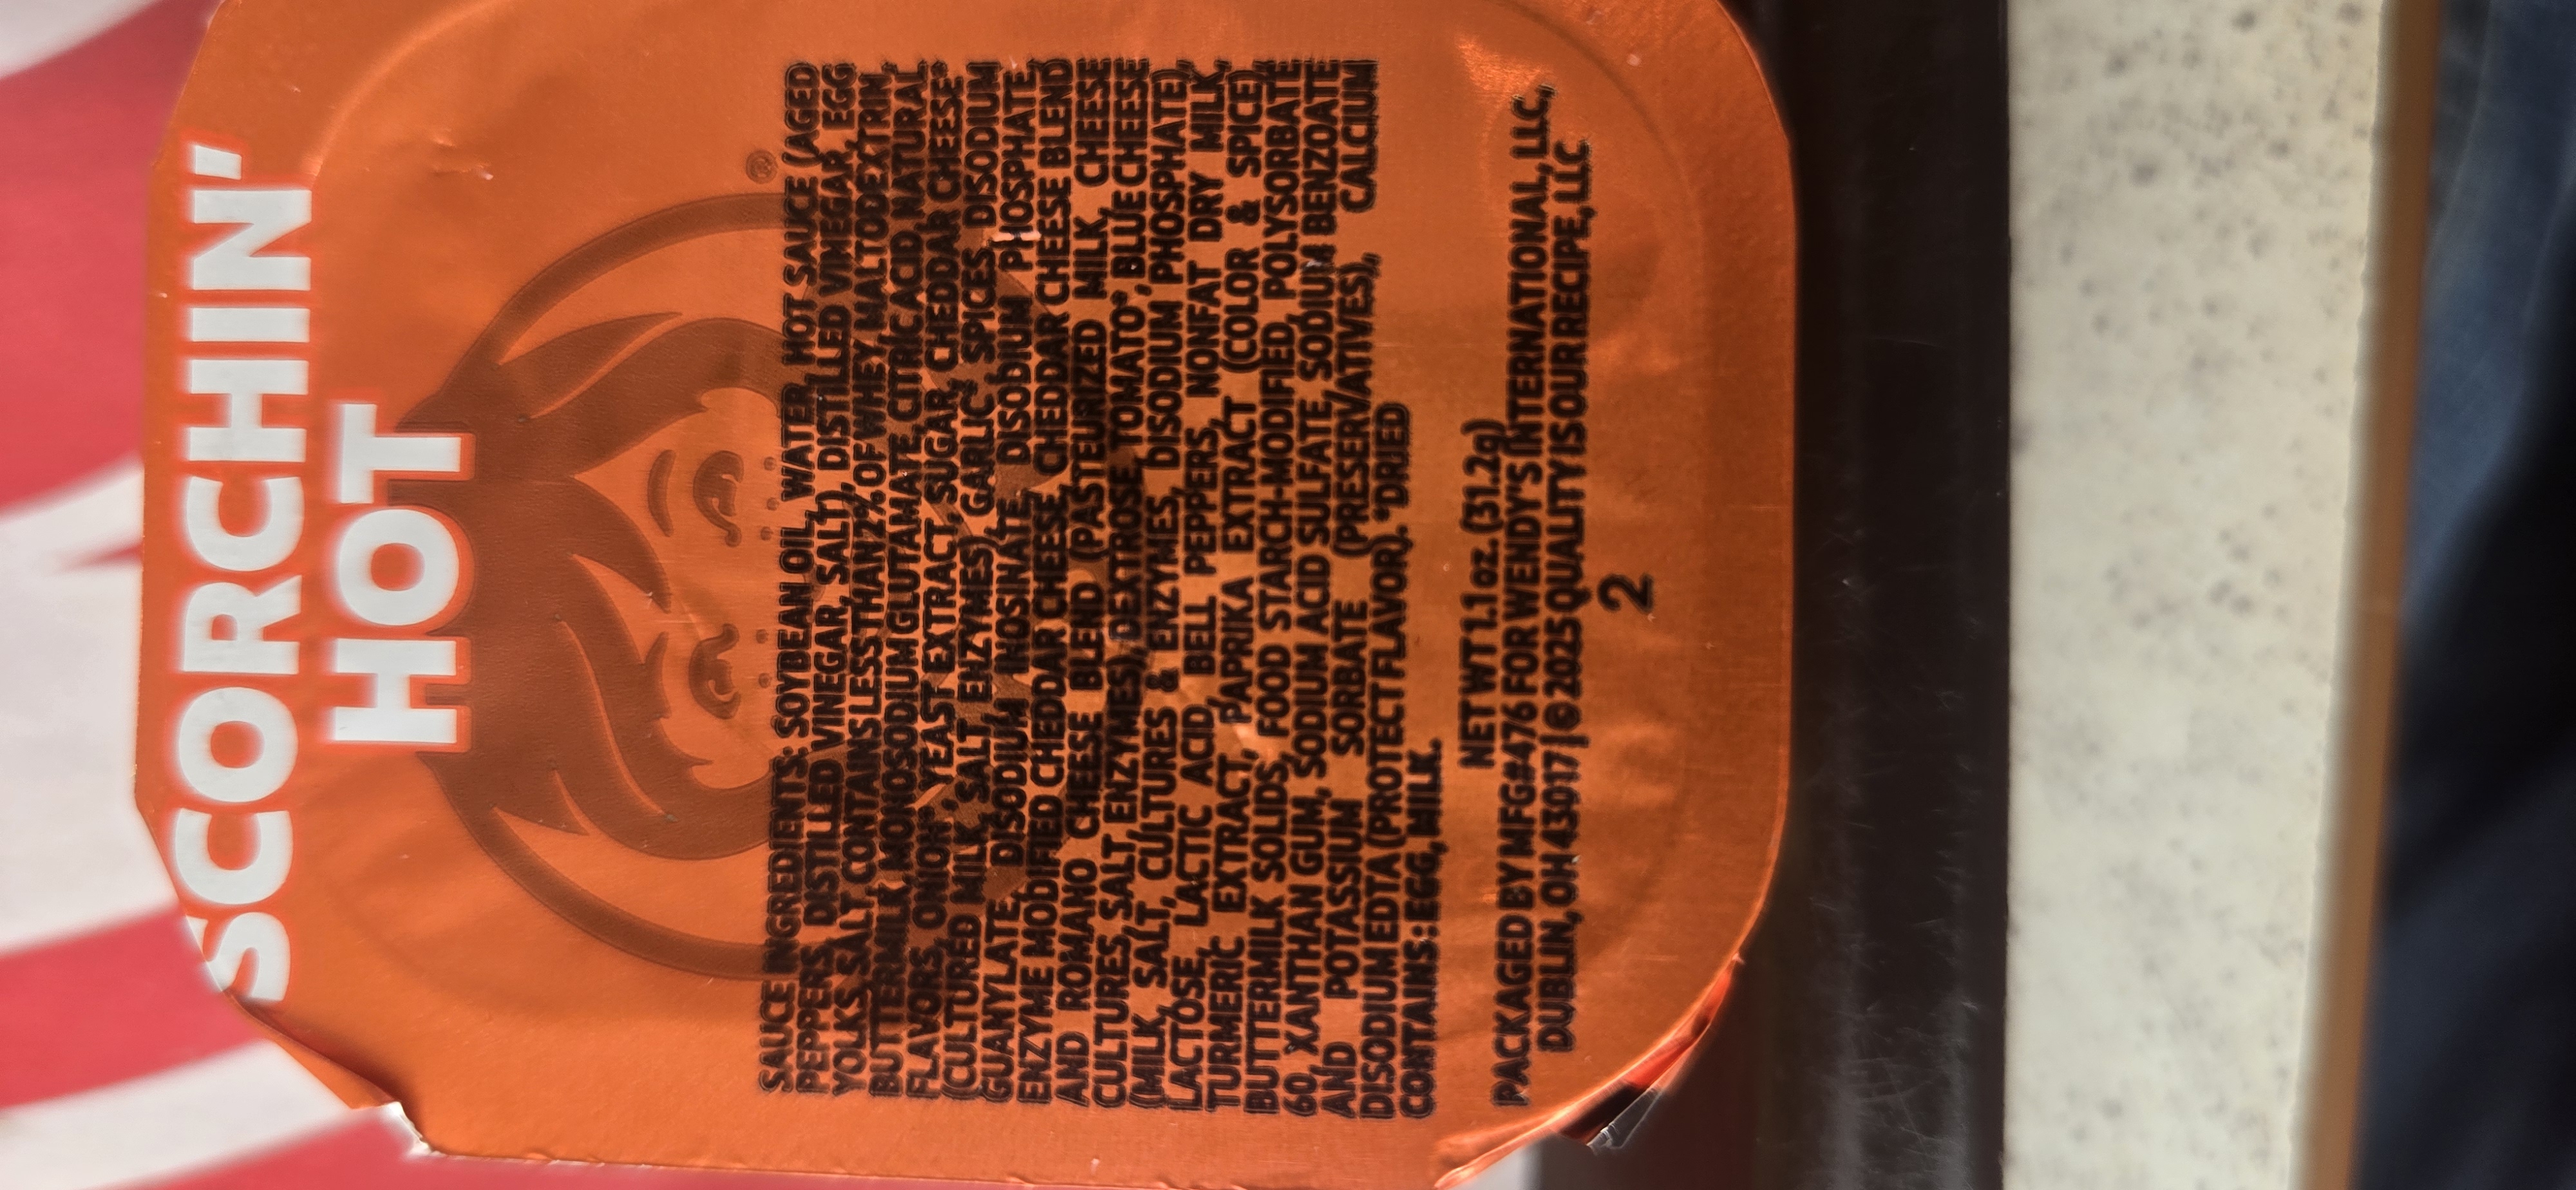 SCORCHIN'
HOT
®
SAUCE INGREDIENTS: SOYBEAN OIL, WATER, HOT SAUCE (AGED
PEPPERS, DISTILLED VINEGAR, SALT), DISTILLED VINEGAR, EGG
YOLKS, SALT, CONTAINS LESS THAN 2% OF WHEY, MALTODEXTRIN,
BUTTERMILK, MONOSODIUM GLUTAMATE, CITRIC ACID, NATURAL
FLAVORS, ONION*, YEAST EXTRACT, SUGAR, CHEDDAR CHEESE*
(CULTURED MILK, SALT, ENZYMES), GARLIC*, SPICES, DISODIUM
GUANYLATE, DISODIUM INOSINATE, DISODIUM PHOSPHATE,
ENZYME MODIFIED CHEDDAR CHEESE, CHEDDAR CHEESE BLEND
AND ROMANO CHEESE BLEND (PASTEURIZED MILK, CHEESE
CULTURES, SALT, ENZYMES), DEXTROSE, TOMATO*, BLUE CHEESE
(MILK, SALT, CULTURES & ENZYMES, DISODIUM PHOSPHATE),
LACTOSE, LACTIC ACID, BELL PEPPERS, NONFAT DRY MILK,
TURMERIC EXTRACT, PAPRIKA EXTRACT (COLOR & SPICE),
BUTTERMILK SOLIDS, FOOD STARCH-MODIFIED, POLYSORBATE
60, XANTHAN GUM, SODIUM ACID SULFATE, SODIUM BENZOATE
AND POTASSIUM SORBATE (PRESERVATIVES), CALCIUM
DISODIUM EDTA (PROTECT FLAVOR). *DRIED
CONTAINS: EGG, MILK.
NET WT 1.1 oz. (31.2g)
PACKAGED BY MFG#476 FOR WENDY'S INTERNATIONAL, LLC,
DUBLIN, OH 43017 | © 2025 QUALITY IS OUR RECIPE, LLC
2